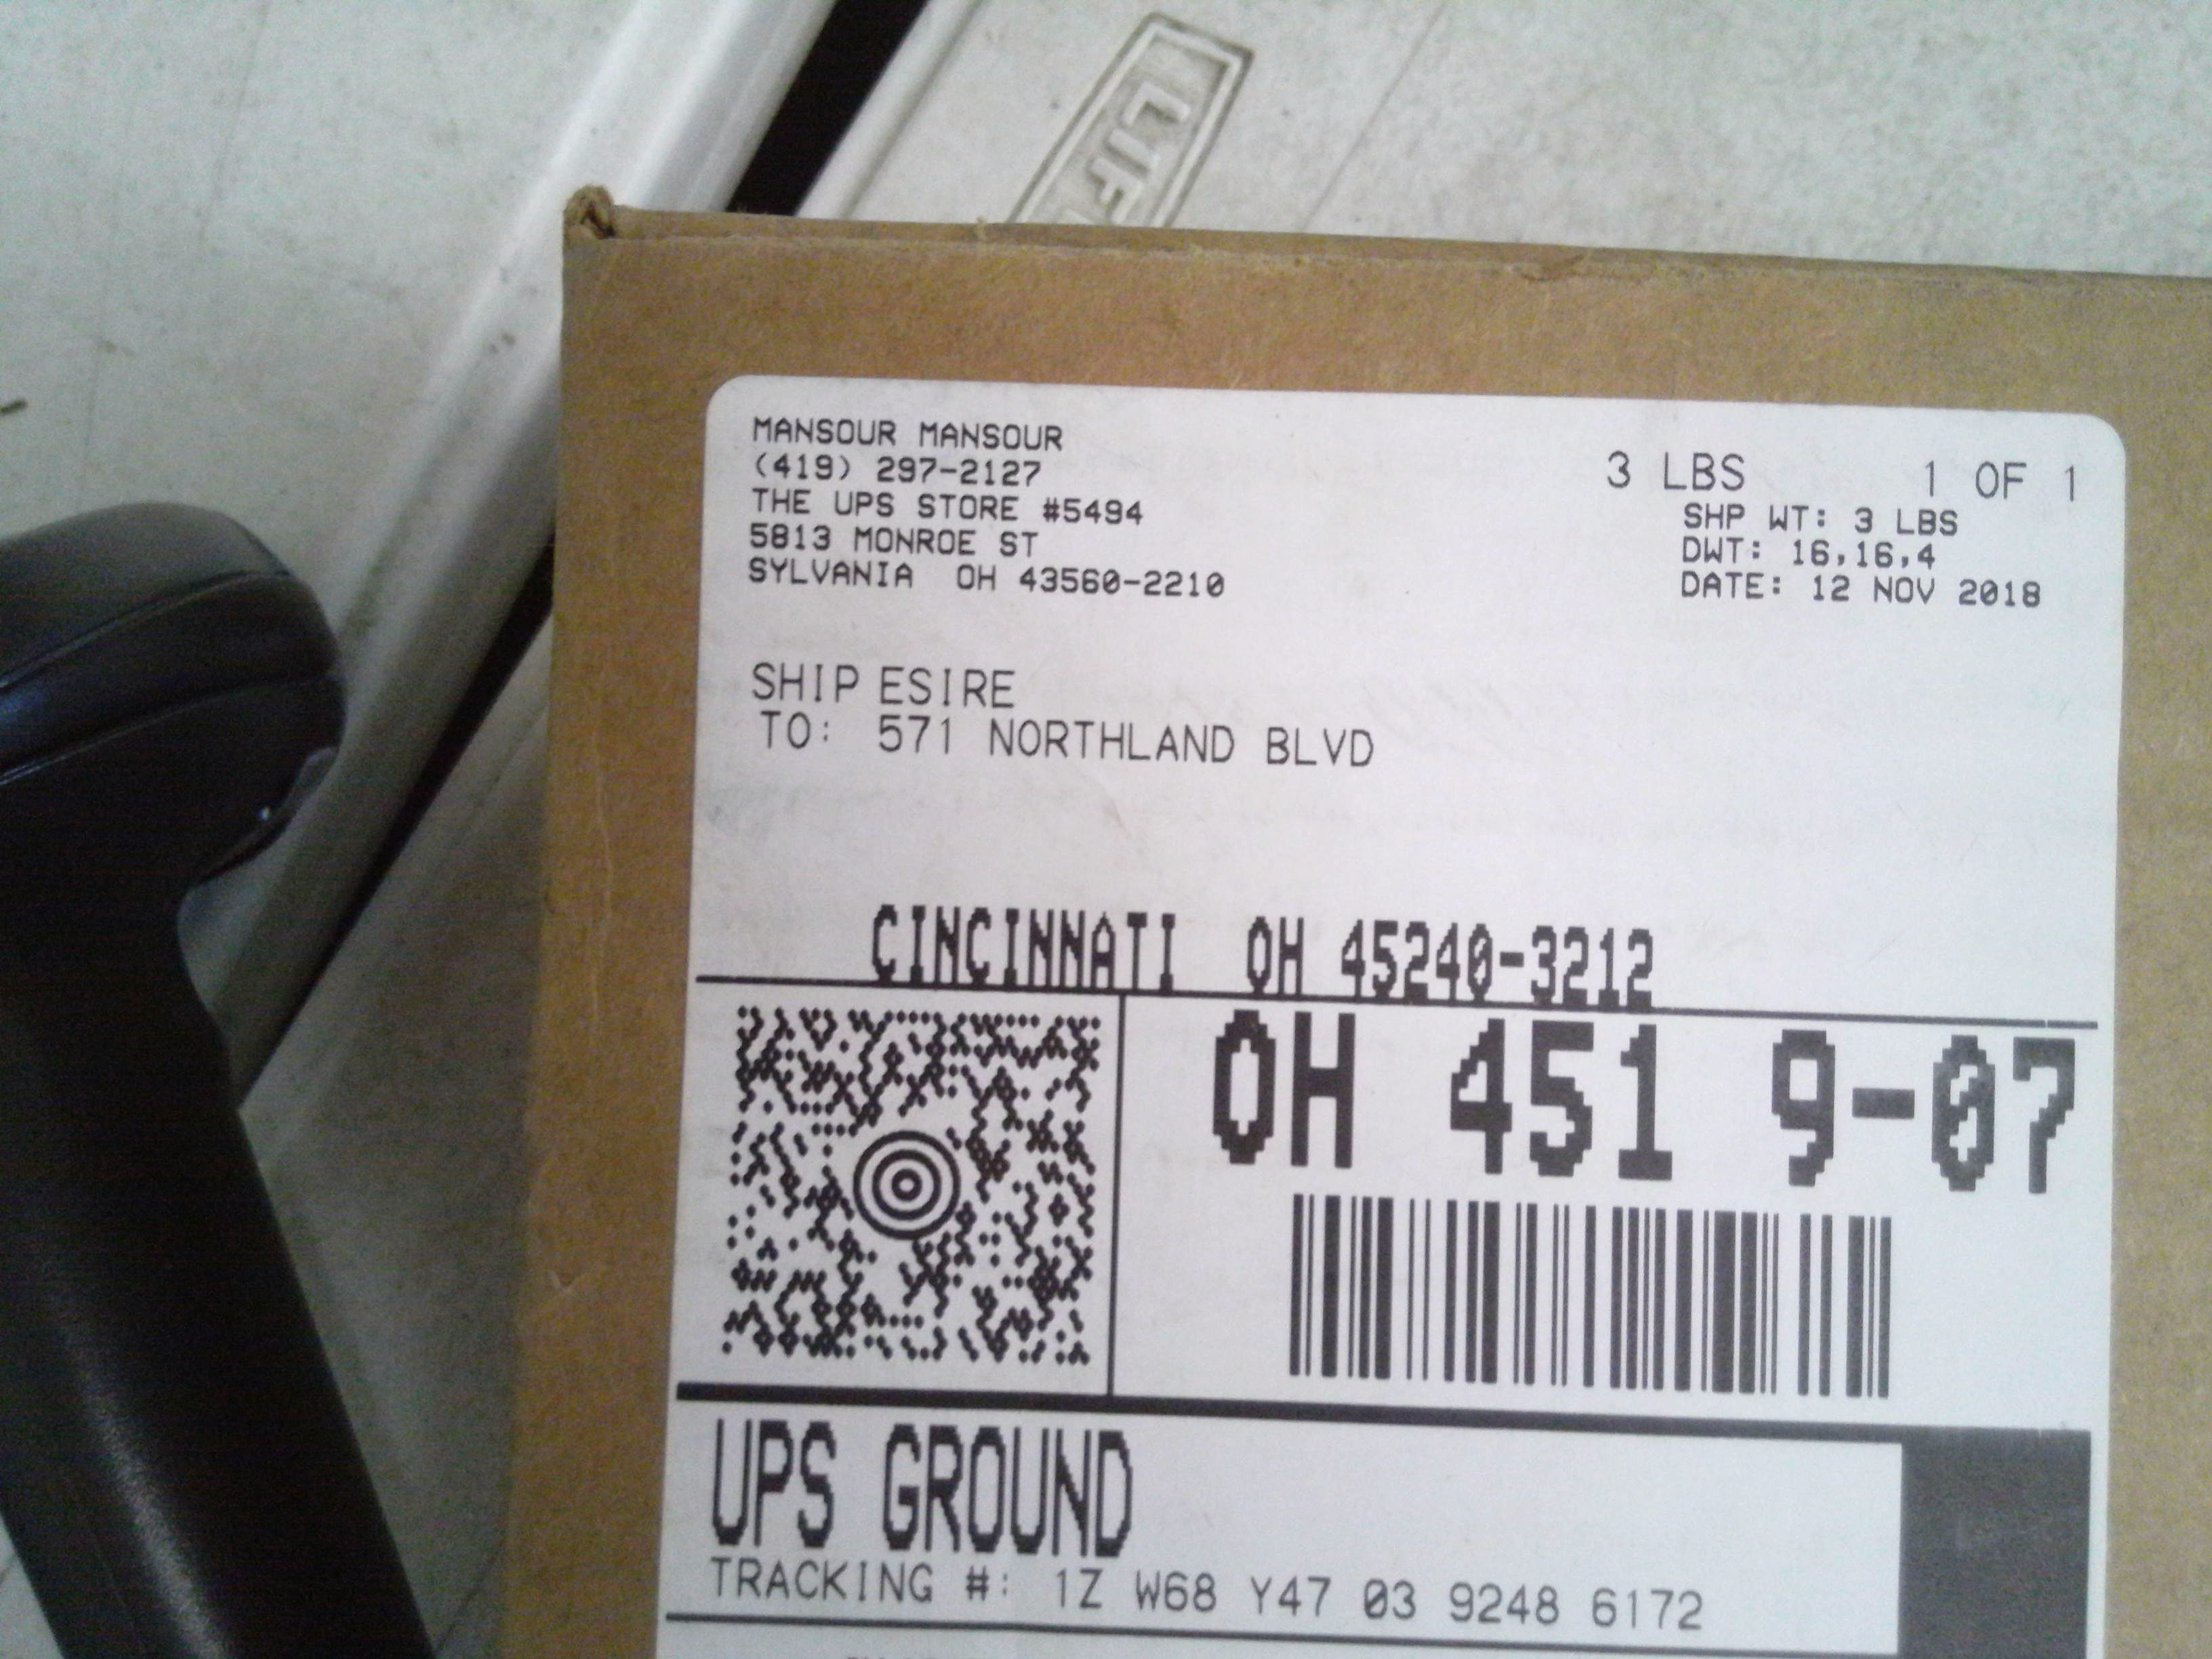 MANSOUR MANSOUR
(419) 297-2127
THE UPS STORE #5494
5813 MONROE ST
SYLVANIA OH 43560-2210
3 LBS 1 OF 1
SHP WT: 3 LBS
DWT: 16,16,4
DATE: 12 NOV 2018
SHIP ESIRE
TO: 571 NORTHLAND BLVD
CINCINNATI OH 45240-3212
OH 451 9-07
UPS GROUND
TRACKING #: 1Z W68 Y47 03 9248 6172